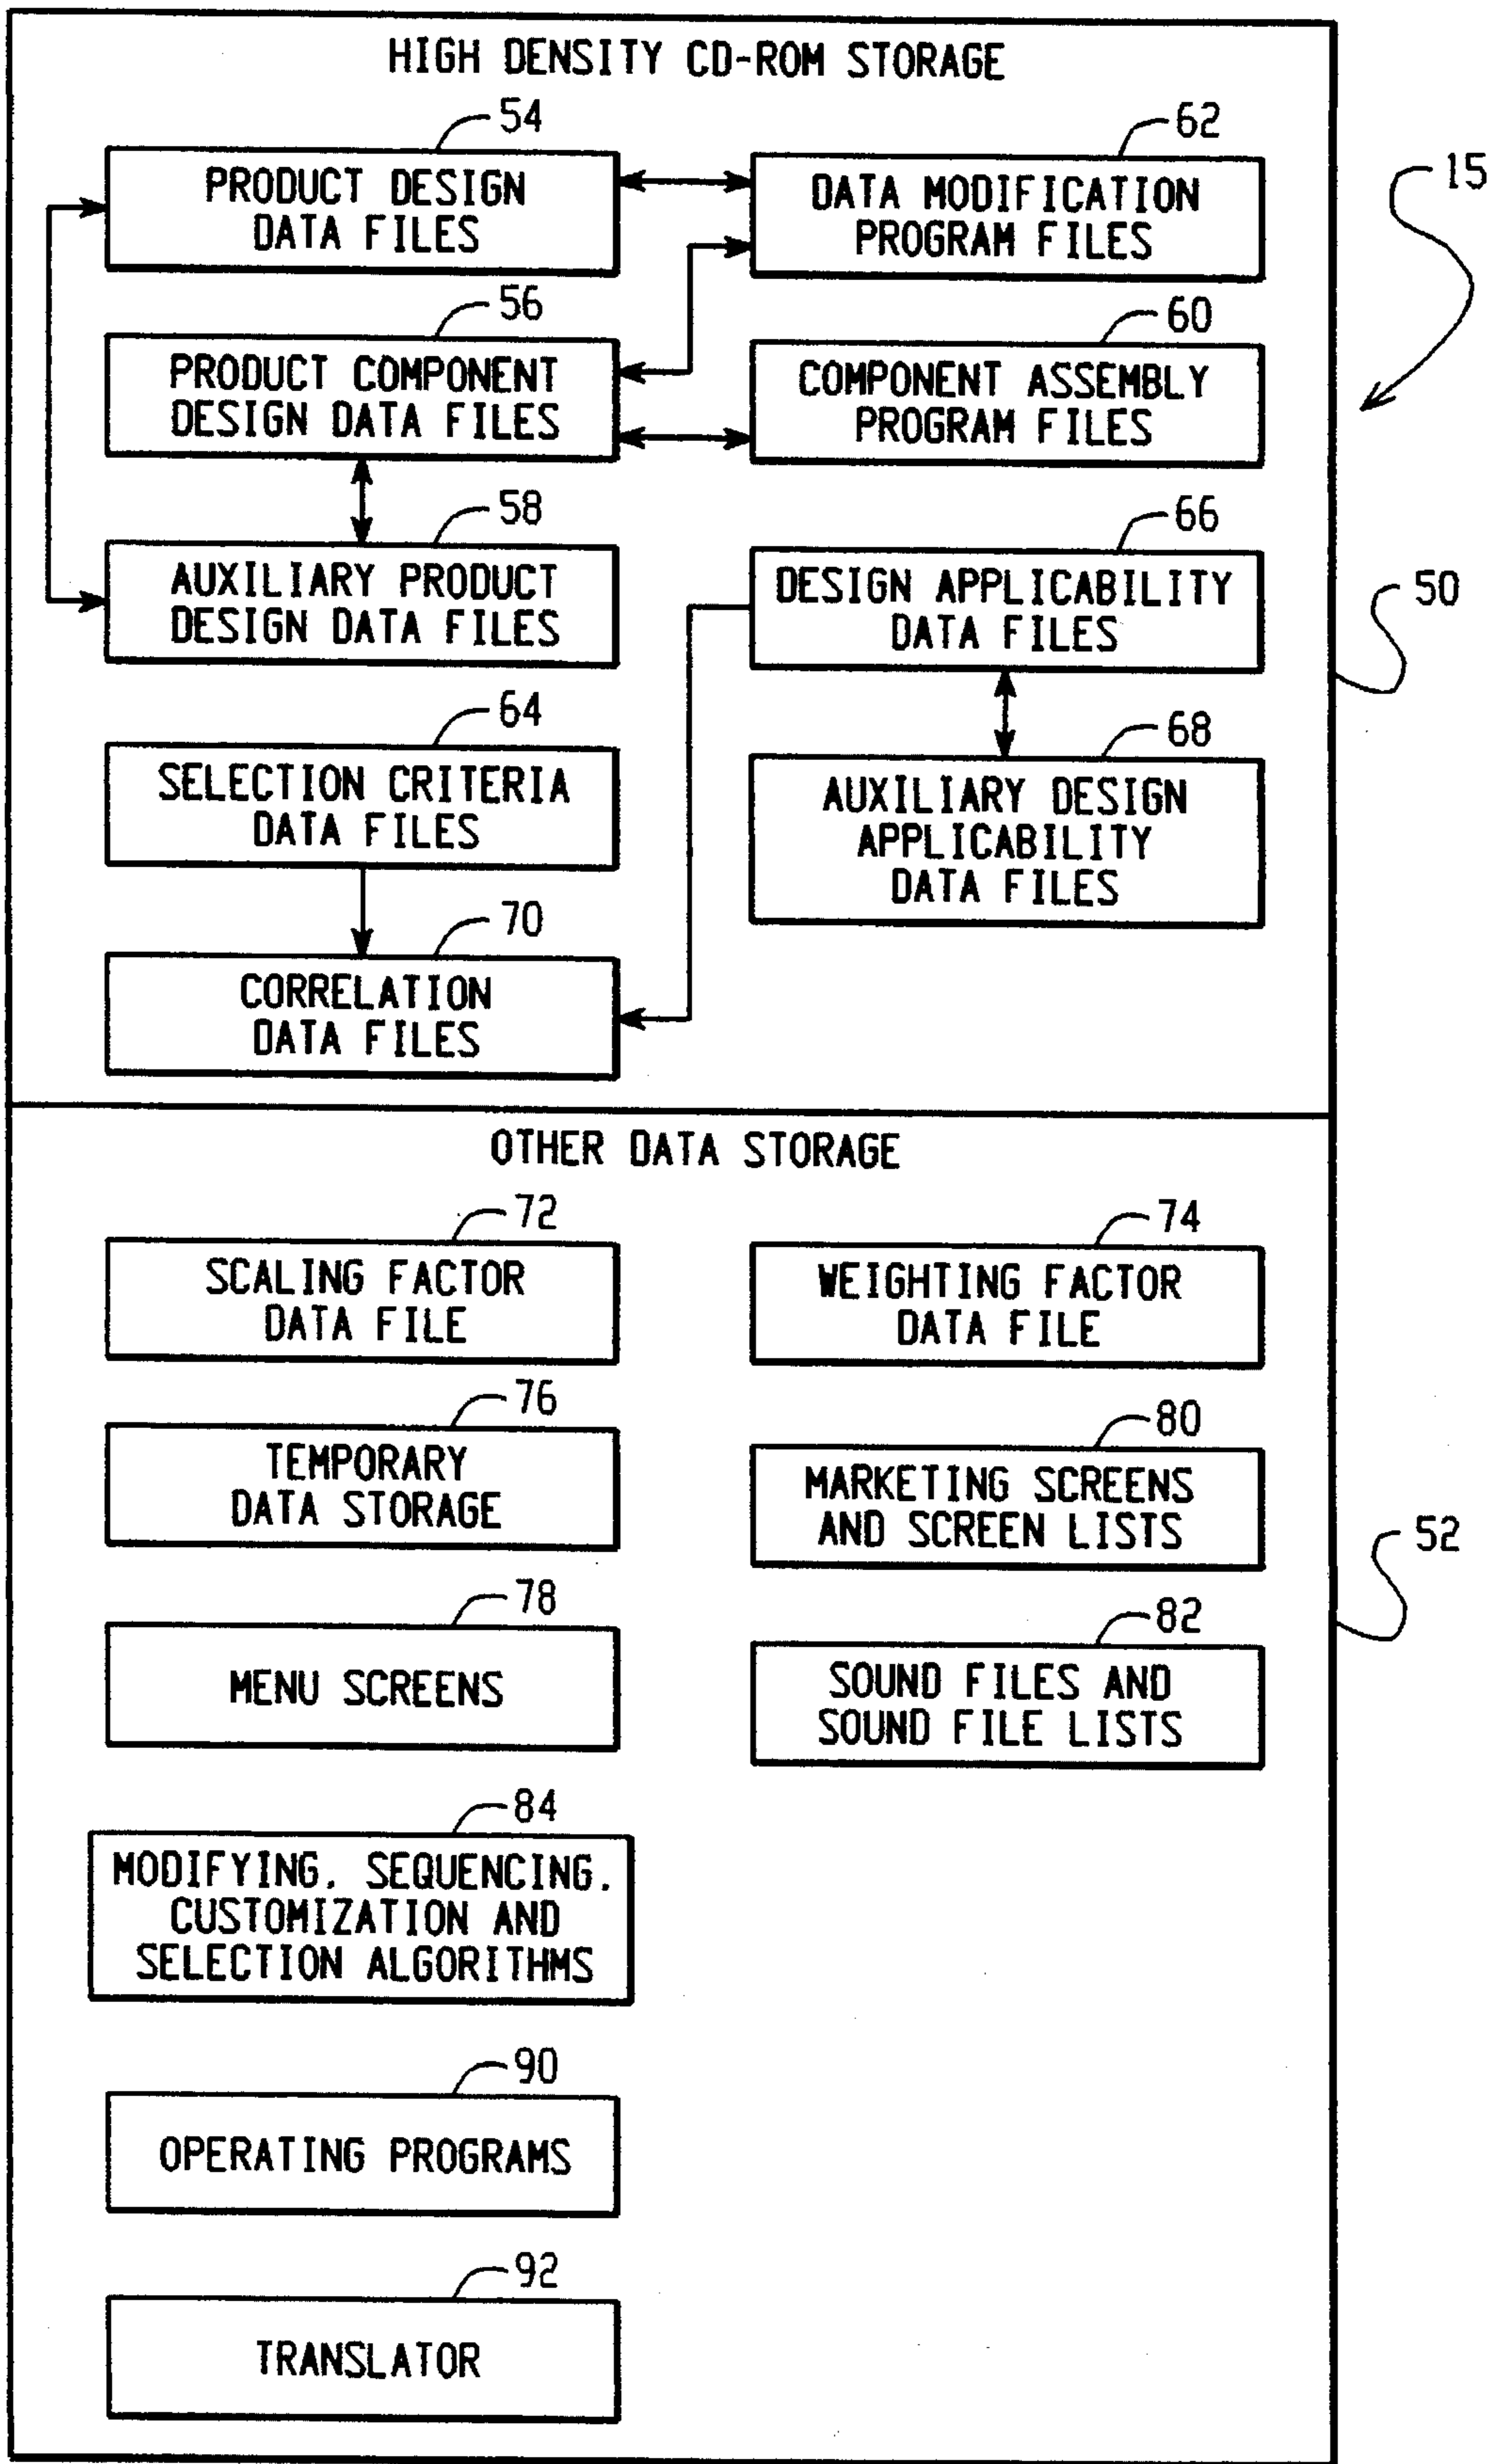 HIGH DENSITY CD-ROM STORAGE
54
PRODUCT DESIGN
DATA FILES
62
DATA MODIFICATION
PROGRAM FILES
15
56
PRODUCT COMPONENT
DESIGN DATA FILES
60
COMPONENT ASSEMBLY
PROGRAM FILES
58
AUXILIARY PRODUCT
DESIGN DATA FILES
66
DESIGN APPLICABILITY
DATA FILES
50
64
SELECTION CRITERIA
DATA FILES
68
AUXILIARY DESIGN
APPLICABILITY
DATA FILES
70
CORRELATION
DATA FILES
OTHER DATA STORAGE
72
SCALING FACTOR
DATA FILE
74
WEIGHTING FACTOR
DATA FILE
76
TEMPORARY
DATA STORAGE
80
MARKETING SCREENS
AND SCREEN LISTS
52
78
MENU SCREENS
82
SOUND FILES AND
SOUND FILE LISTS
84
MODIFYING, SEQUENCING,
CUSTOMIZATION AND
SELECTION ALGORITHMS
90
OPERATING PROGRAMS
92
TRANSLATOR